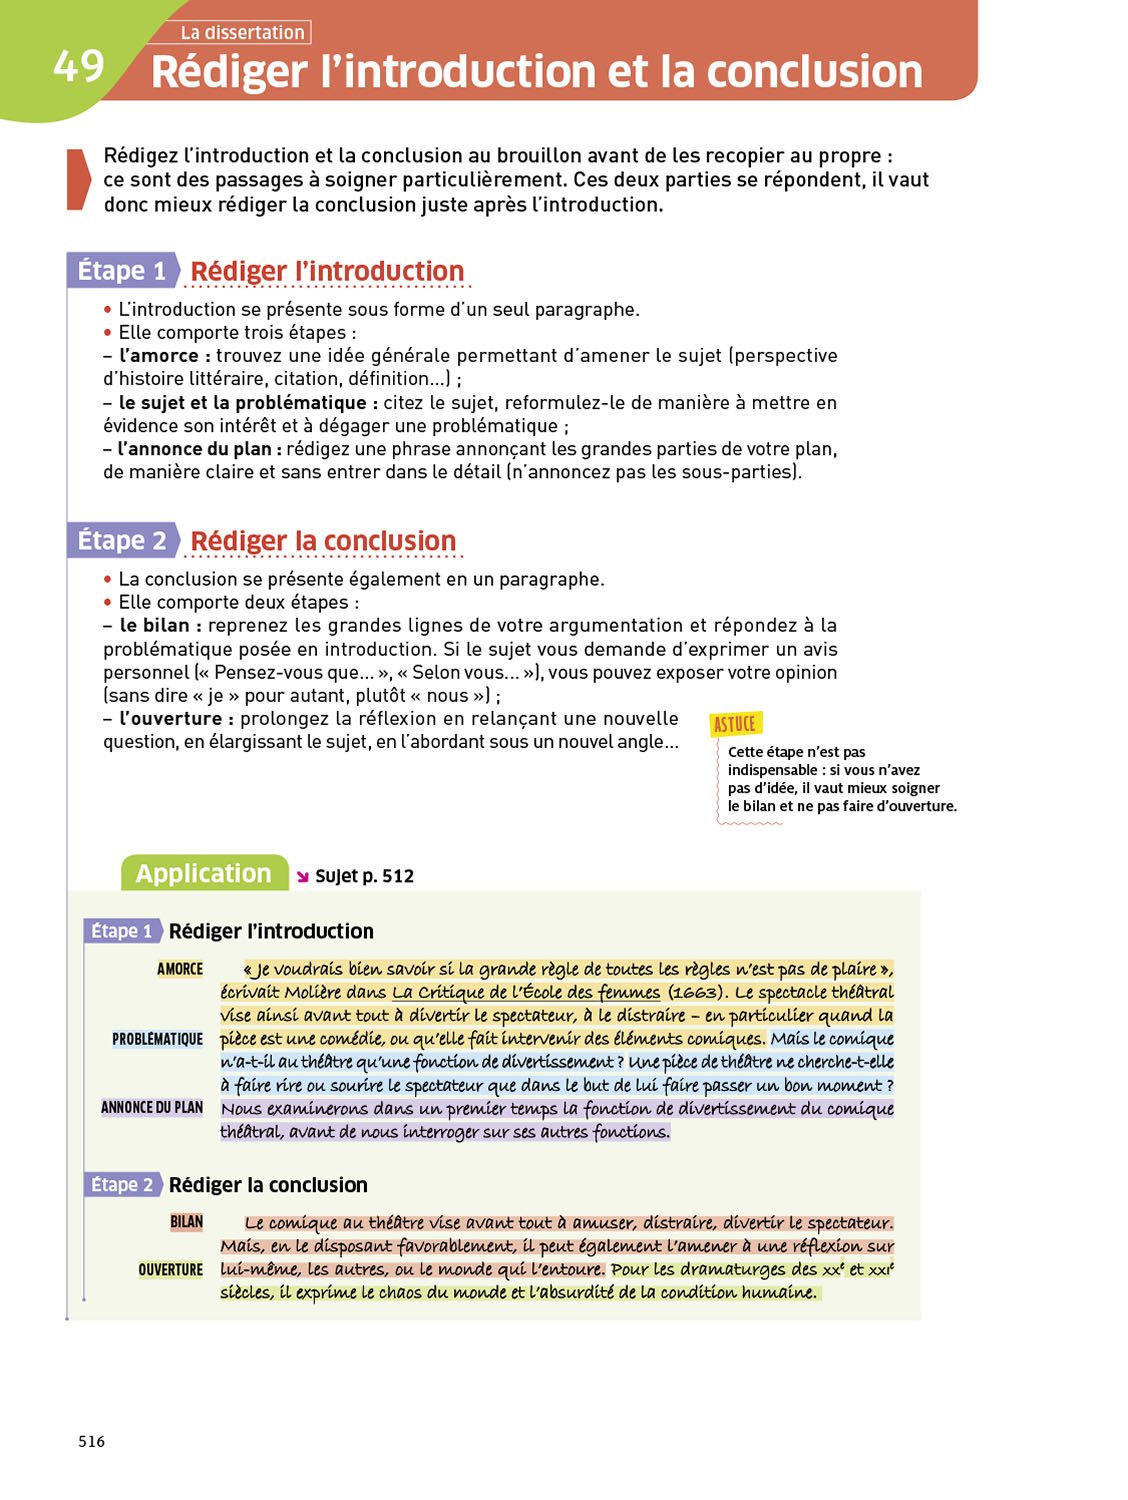 La dissertation
49
Rédiger l'introduction et la conclusion
Rédigez l'introduction et la conclusion au brouillon avant de les recopier au propre :
ce sont des passages à soigner particulièrement. Ces deux parties se répondent, il vaut
donc mieux rédiger la conclusion juste après l'introduction.
Étape 1 Rédiger l'introduction
• L'introduction se présente sous forme d'un seul paragraphe.
• Elle comporte trois étapes :
– l'amorce : trouvez une idée générale permettant d'amener le sujet (perspective
d'histoire littéraire, citation, définition...) ;
– le sujet et la problématique : citez le sujet, reformulez-le de manière à mettre en
évidence son intérêt et à dégager une problématique ;
– l'annonce du plan : rédigez une phrase annonçant les grandes parties de votre plan,
de manière claire et sans entrer dans le détail (n'annoncez pas les sous-parties).
Étape 2 Rédiger la conclusion
• La conclusion se présente également en un paragraphe.
• Elle comporte deux étapes :
– le bilan : reprenez les grandes lignes de votre argumentation et répondez à la
problématique posée en introduction. Si le sujet vous demande d'exprimer un avis
personnel (« Pensez-vous que... », « Selon vous... »), vous pouvez exposer votre opinion
(sans dire « je » pour autant, plutôt « nous ») ;
– l'ouverture : prolongez la réflexion en relançant une nouvelle
question, en élargissant le sujet, en l'abordant sous un nouvel angle...
ASTUCE
Cette étape n'est pas
indispensable : si vous n'avez
pas d'idée, il vaut mieux soigner
le bilan et ne pas faire d'ouverture.
Application Sujet p. 512
Étape 1 Rédiger l'introduction
AMORCE « Je voudrais bien savoir si la grande règle de toutes les règles n'est pas de plaire »,
écrivait Molière dans La Critique de l'École des femmes (1663). Le spectacle théâtral
vise ainsi avant tout à divertir le spectateur, à le distraire – en particulier quand la
PROBLÉMATIQUE pièce est une comédie, ou qu'elle fait intervenir des éléments comiques. Mais le comique
n'a-t-il au théâtre qu'une fonction de divertissement ? Une pièce de théâtre ne cherche-t-elle
à faire rire ou sourire le spectateur que dans le but de lui faire passer un bon moment ?
ANNONCE DU PLAN Nous examinerons dans un premier temps la fonction de divertissement du comique
théâtral, avant de nous interroger sur ses autres fonctions.
Étape 2 Rédiger la conclusion
BILAN Le comique au théâtre vise avant tout à amuser, distraire, divertir le spectateur.
Mais, en le disposant favorablement, il peut également l'amener à une réflexion sur
OUVERTURE lui-même, les autres, ou le monde qui l'entoure. Pour les dramaturges des XXe et XXIe
siècles, il exprime le chaos du monde et l'absurdité de la condition humaine.
516